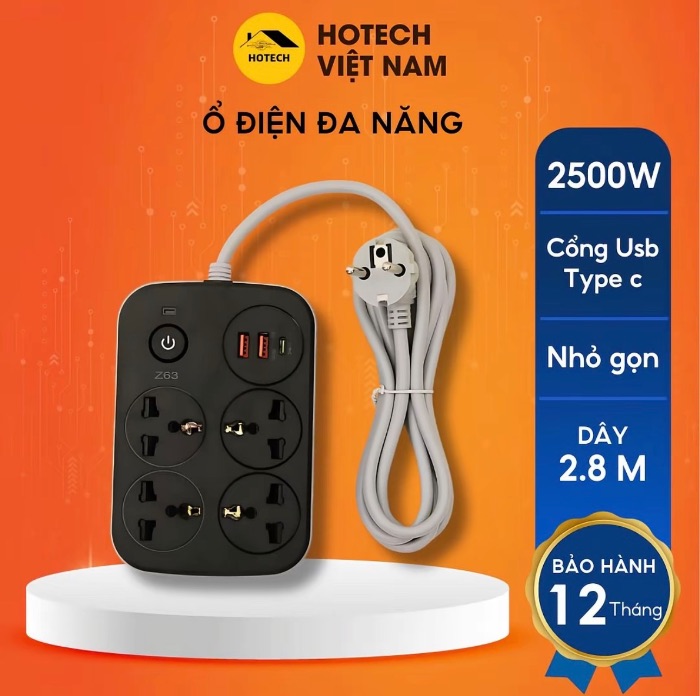 HOTECH
HOTECH
VIỆT NAM
Ổ ĐIỆN ĐA NĂNG
2500W
Cổng Usb
Type c
Nhỏ gọn
DÂY
2.8 M
Z63
BẢO HÀNH
12 Tháng